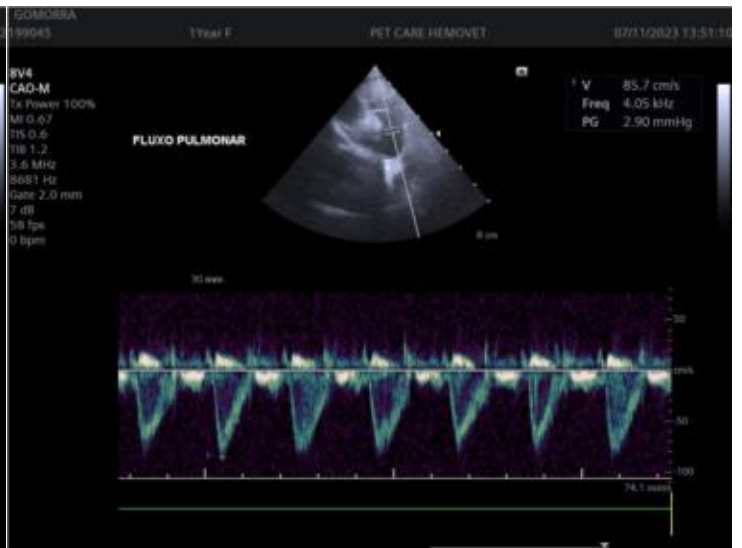 GOMORRA
199045 1Year F PET CARE HEMOVET 07/11/2023 13:51:10
8V4
CAO-M
Tx Power 100%
MI 0.67
TIS 0.6
TIB 1.2
3.6 MHz
8681 Hz
Gate 2.0 mm
7 dB
58 fps
0 bpm
FLUXO PULMONAR
V 85.7 cm/s
Freq 4.05 kHz
PG 2.90 mmHg
30 mm
-50
cm/s
-50
-100